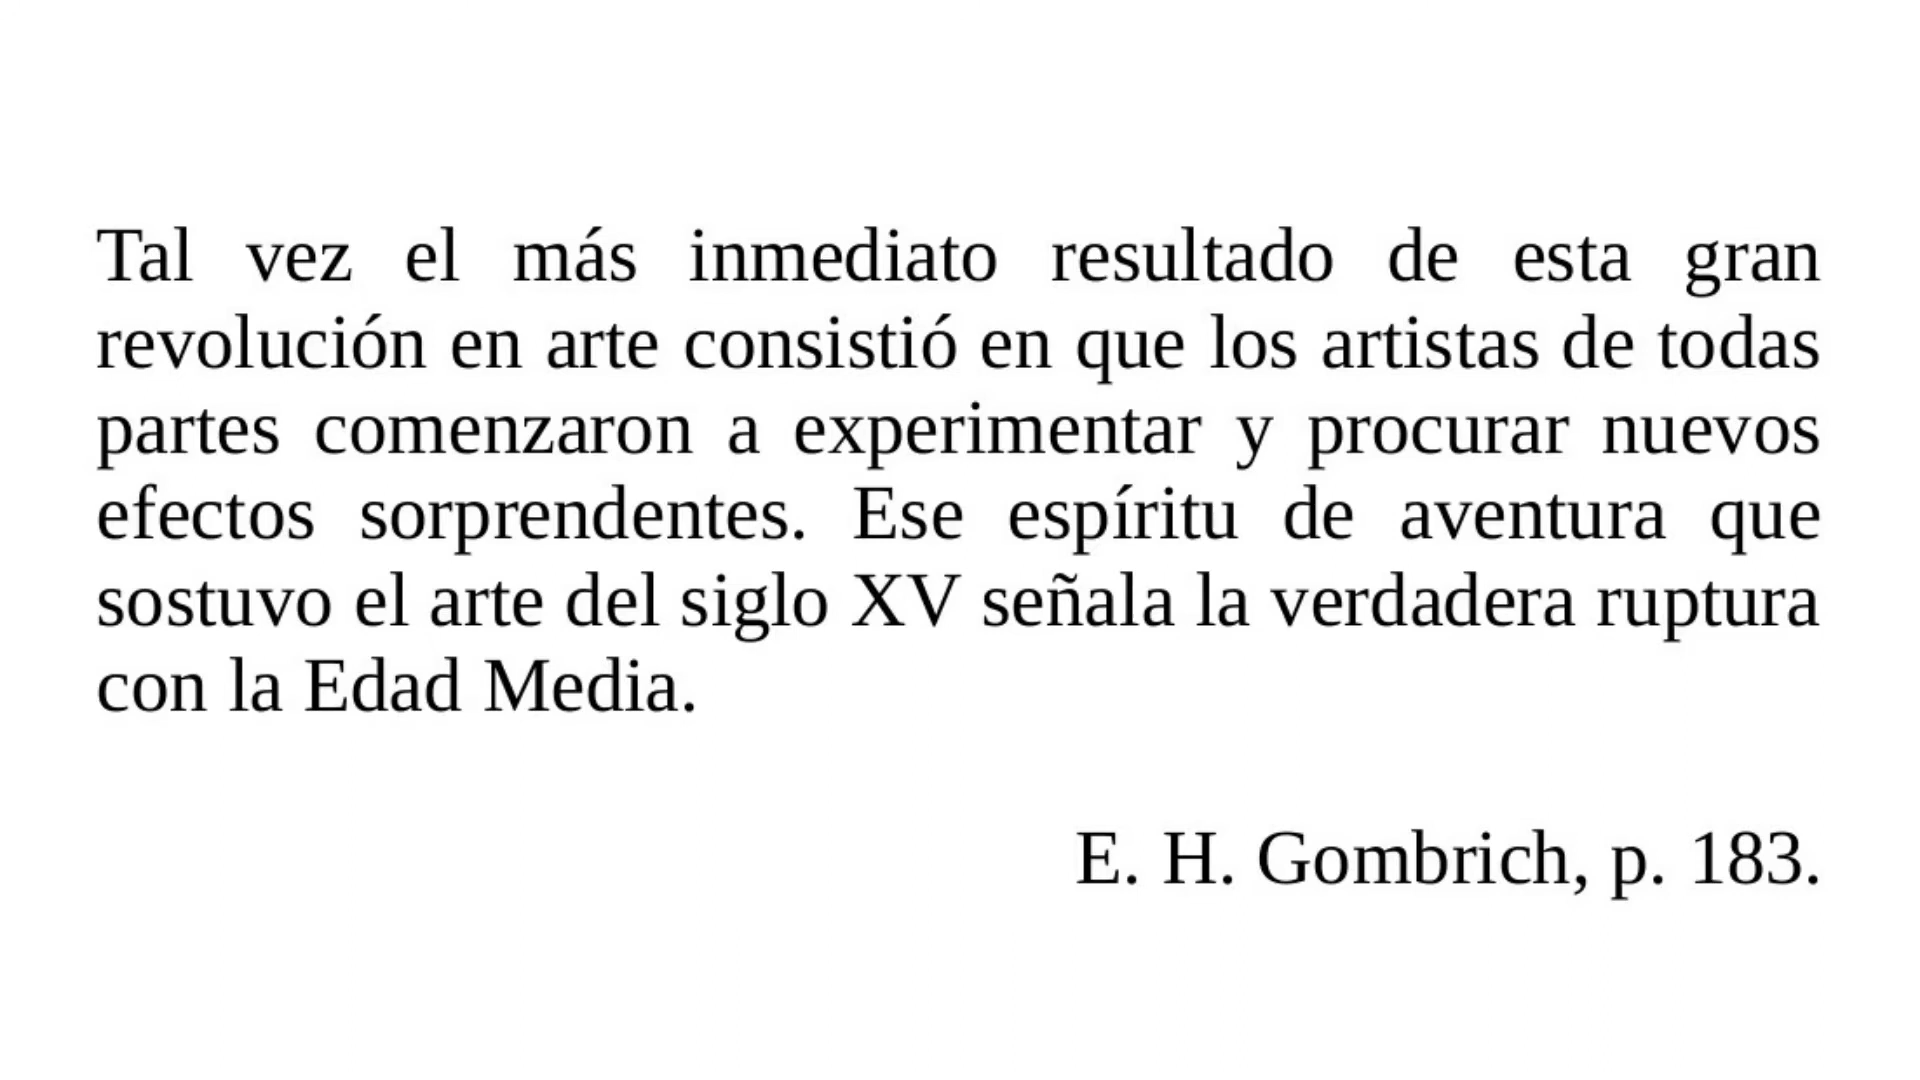 Tal vez el más inmediato resultado de esta gran
revolución en arte consistió en que los artistas de todas
partes comenzaron a experimentar y procurar nuevos
efectos sorprendentes. Ese espíritu de aventura que
sostuvo el arte del siglo XV señala la verdadera ruptura
con la Edad Media.
E. H. Gombrich, p. 183.